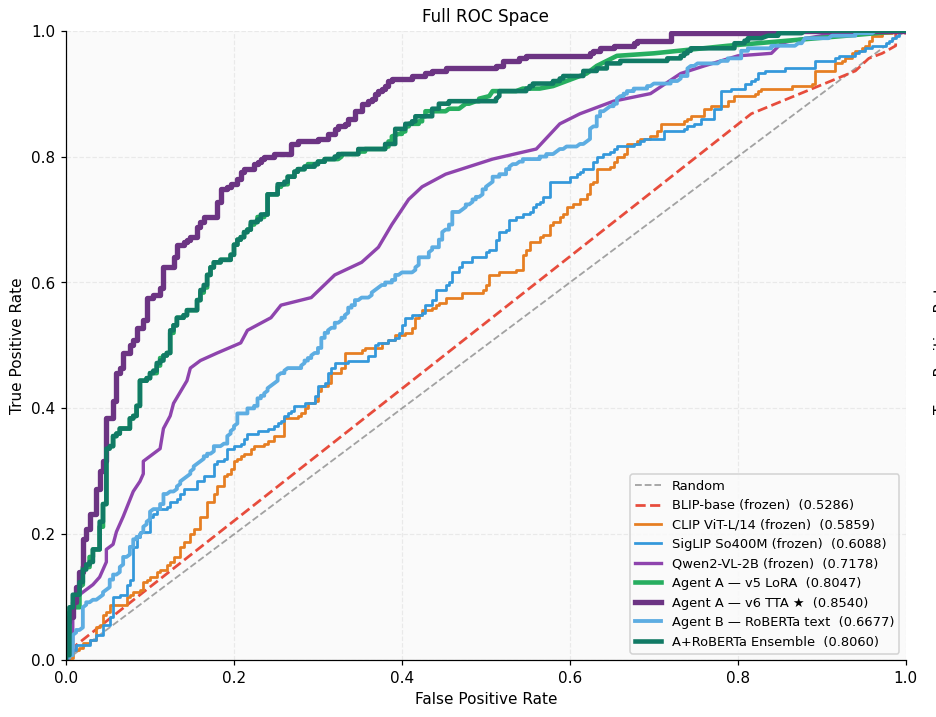 Full ROC Space
1.0
0.8
0.6
0.4
0.2
0.0
True Positive Rate
0.0 0.2 0.4 0.6 0.8 1.0
False Positive Rate
Random
BLIP-base (frozen) (0.5286)
CLIP ViT-L/14 (frozen) (0.5859)
SigLIP So400M (frozen) (0.6088)
Qwen2-VL-2B (frozen) (0.7178)
Agent A — v5 LoRA (0.8047)
Agent A — v6 TTA ★ (0.8540)
Agent B — RoBERTa text (0.6677)
A+RoBERTa Ensemble (0.8060)